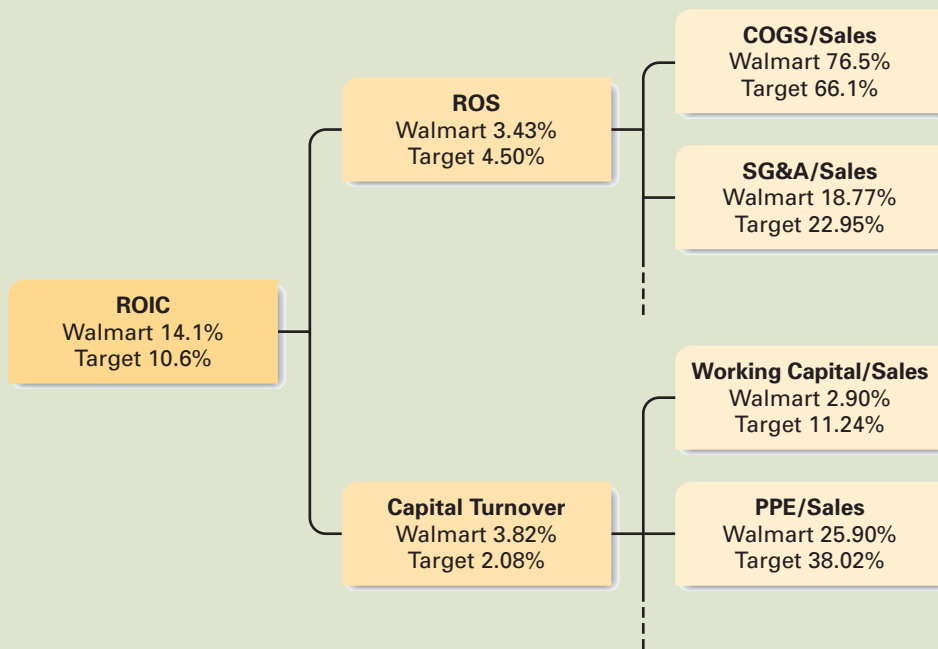 ROIC
Walmart 14.1%
Target 10.6%
ROS
Walmart 3.43%
Target 4.50%
Capital Turnover
Walmart 3.82%
Target 2.08%
COGS/Sales
Walmart 76.5%
Target 66.1%
SG&A/Sales
Walmart 18.77%
Target 22.95%
Working Capital/Sales
Walmart 2.90%
Target 11.24%
PPE/Sales
Walmart 25.90%
Target 38.02%